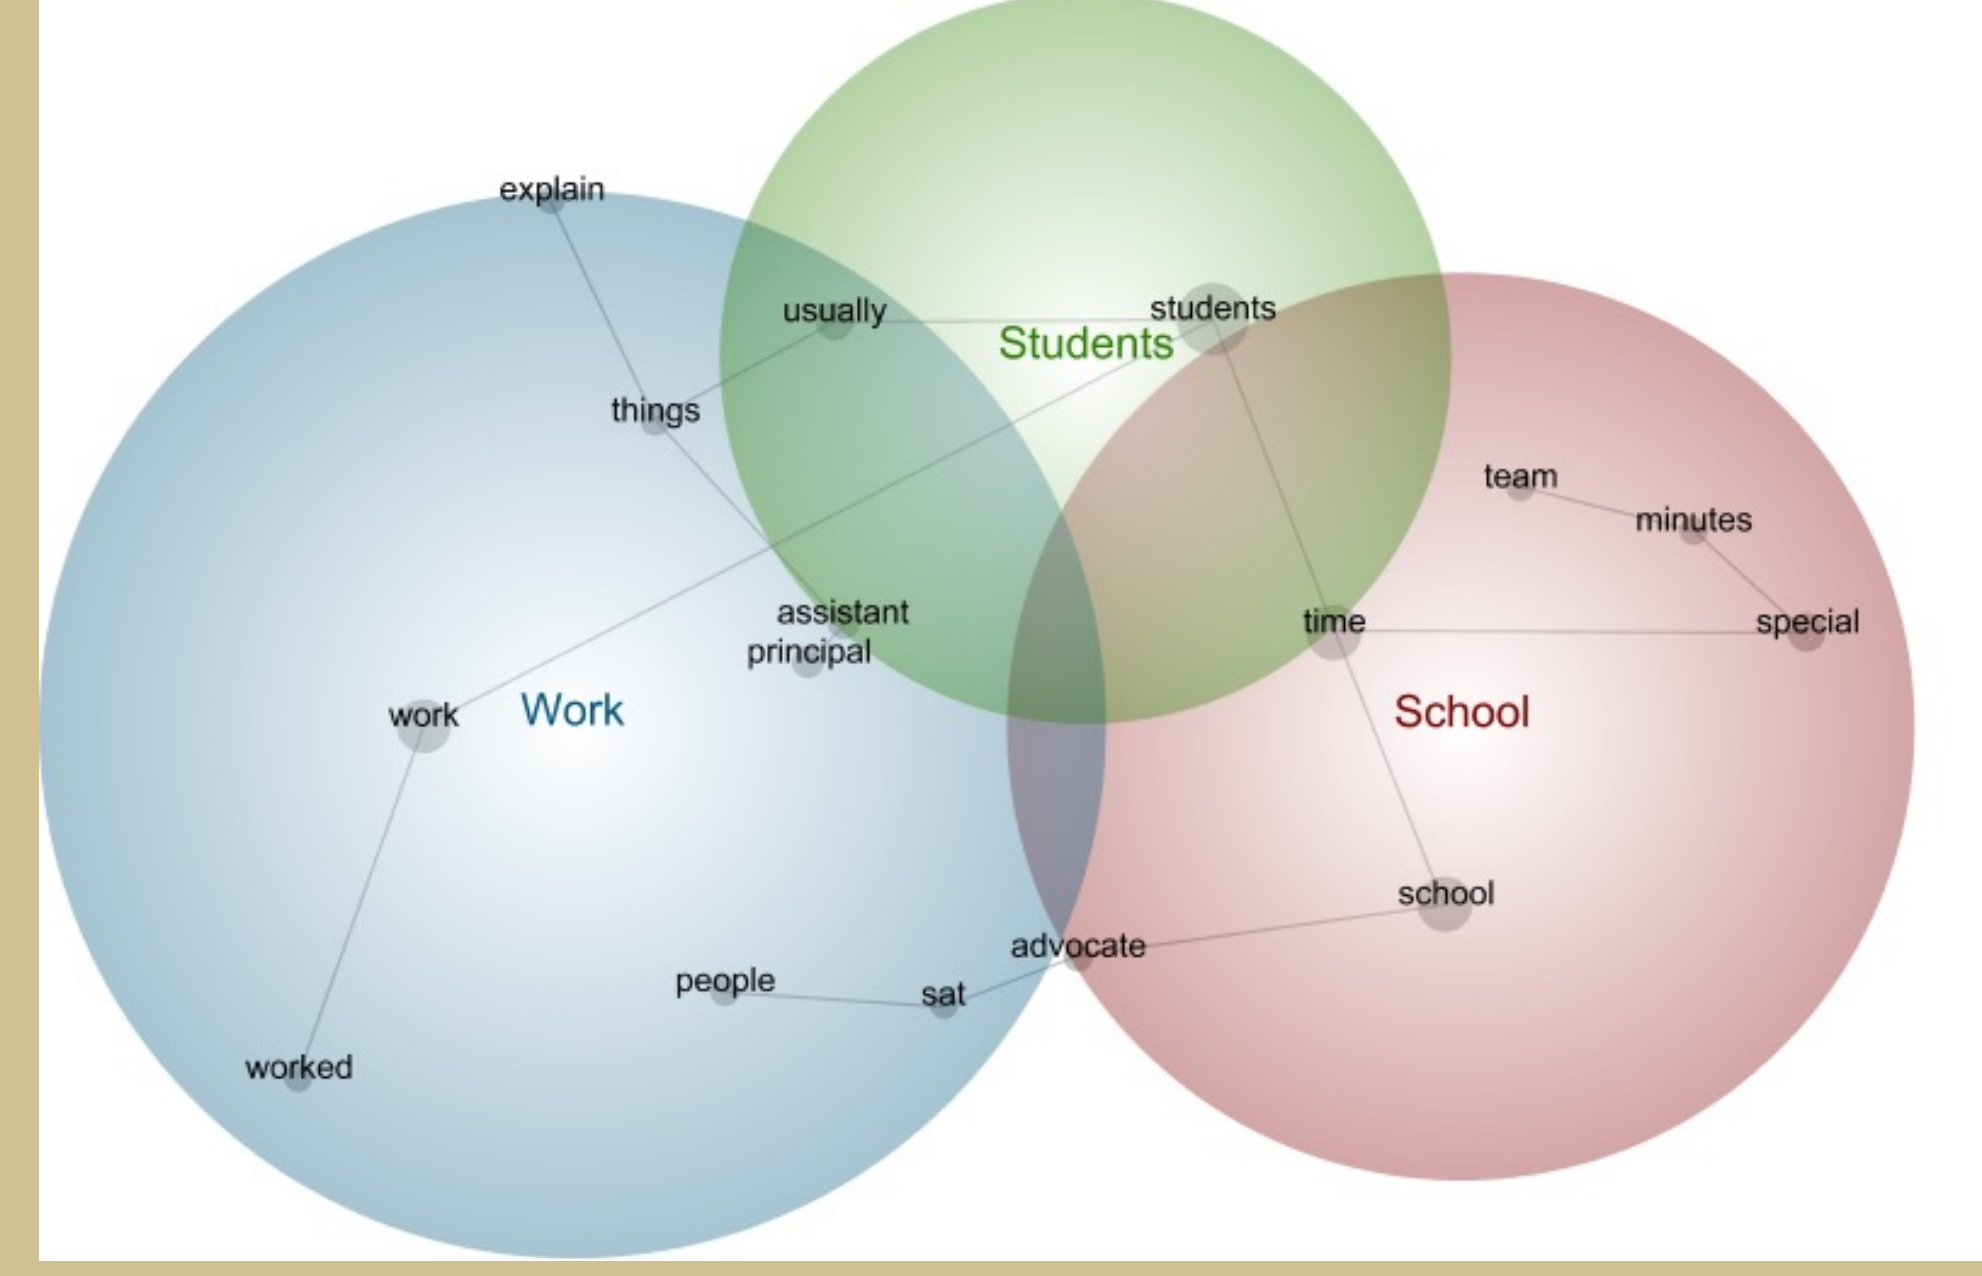 explain
usually
students
Students
things
team
minutes
assistant
time
special
principal
work
Work
School
school
advocate
people
sat
worked